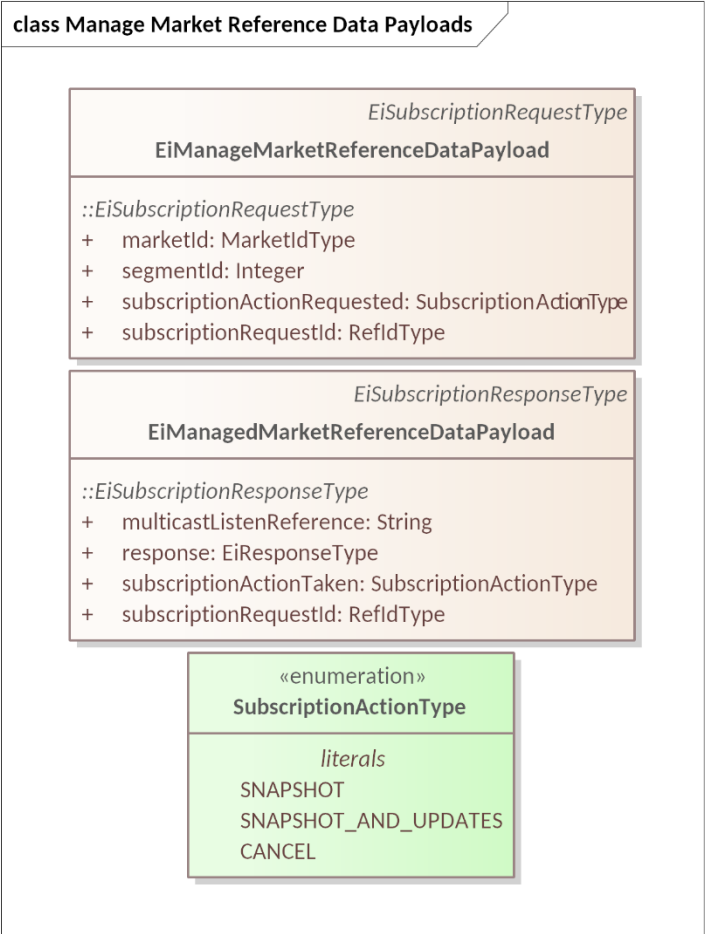 class Manage Market Reference Data Payloads
EiSubscriptionRequestType
EiManageMarketReferenceDataPayload
::EiSubscriptionRequestType
+ marketId: MarketIdType
+ segmentId: Integer
+ subscriptionActionRequested: SubscriptionActionType
+ subscriptionRequestId: RefIdType
EiSubscriptionResponseType
EiManagedMarketReferenceDataPayload
::EiSubscriptionResponseType
+ multicastListenReference: String
+ response: EiResponseType
+ subscriptionActionTaken: SubscriptionActionType
+ subscriptionRequestId: RefIdType
«enumeration»
SubscriptionActionType
literals
SNAPSHOT
SNAPSHOT_AND_UPDATES
CANCEL